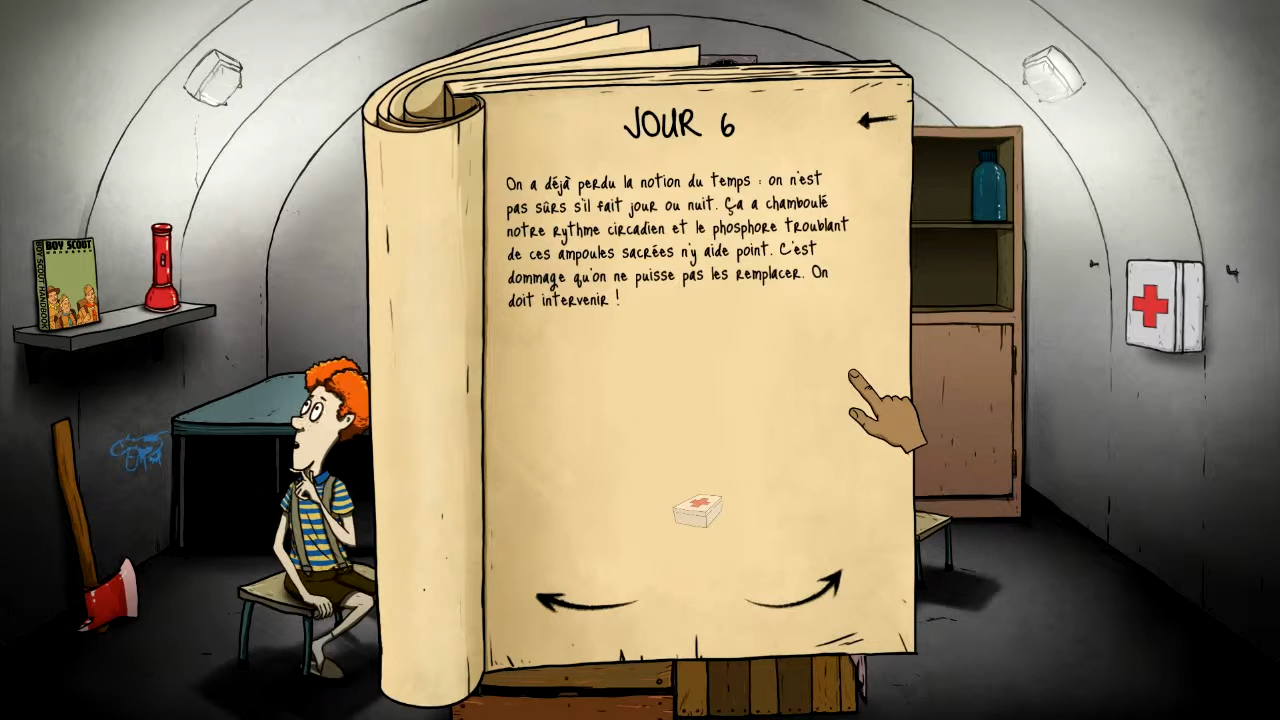 JOUR 6
On a déjà perdu la notion du temps : on n'est
pas sûrs s'il fait jour ou nuit. Ça a chamboulé
notre rythme circadien et le phosphore troublant
de ces ampoules sacrées n'y aide point. C'est
dommage qu'on ne puisse pas les remplacer. On
doit intervenir !
BOY SCOUT
BOY SCOUT HANDBOOK